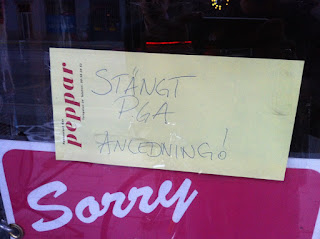 peppar
STÄNGT
PGA
ANLEDNING!
Sorry